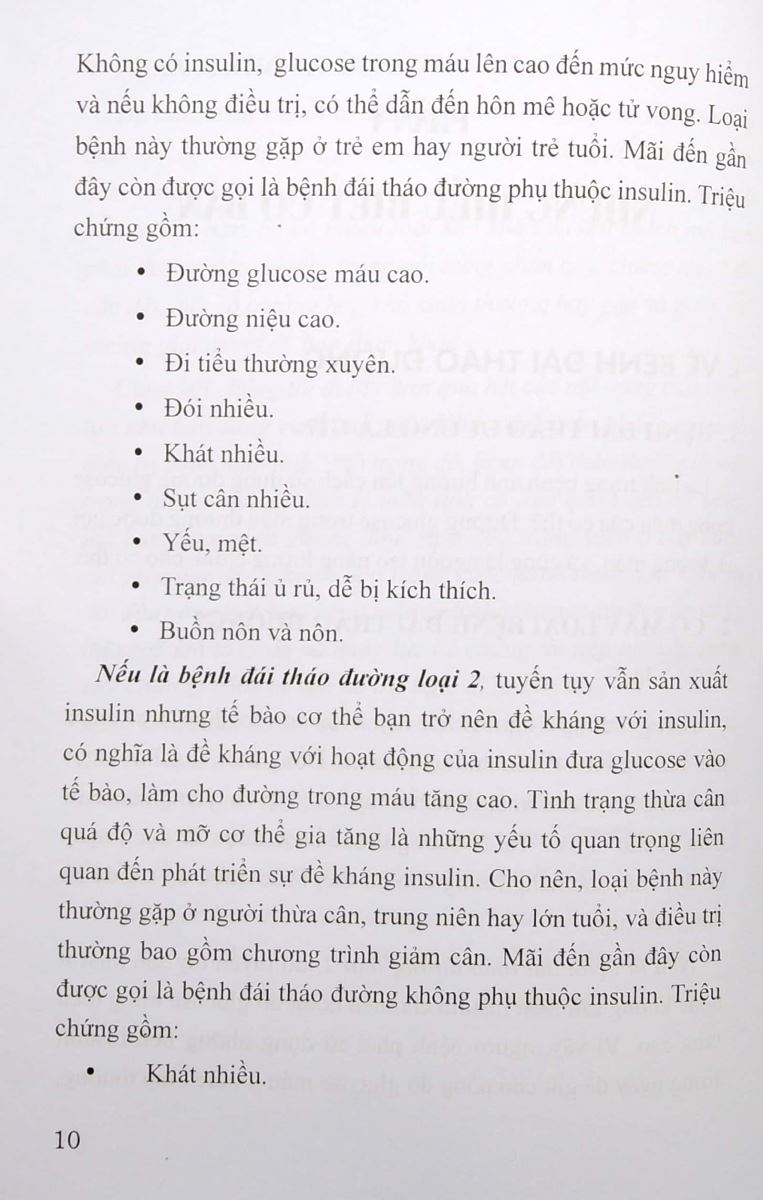 Không có insulin, glucose trong máu lên cao đến mức nguy hiểm
và nếu không điều trị, có thể dẫn đến hôn mê hoặc tử vong. Loại
bệnh này thường gặp ở trẻ em hay người trẻ tuổi. Mãi đến gần
đây còn được gọi là bệnh đái tháo đường phụ thuộc insulin. Triệu
chứng gồm:
• Đường glucose máu cao.
• Đường niệu cao.
• Đi tiểu thường xuyên.
• Đói nhiều.
• Khát nhiều.
• Sụt cân nhiều.
• Yếu, mệt.
• Trạng thái ủ rủ, dễ bị kích thích.
• Buồn nôn và nôn.
Nếu là bệnh đái tháo đường loại 2, tuyến tụy vẫn sản xuất
insulin nhưng tế bào cơ thể bạn trở nên đề kháng với insulin,
có nghĩa là đề kháng với hoạt động của insulin đưa glucose vào
tế bào, làm cho đường trong máu tăng cao. Tình trạng thừa cân
quá độ và mỡ cơ thể gia tăng là những yếu tố quan trọng liên
quan đến phát triển sự đề kháng insulin. Cho nên, loại bệnh này
thường gặp ở người thừa cân, trung niên hay lớn tuổi, và điều trị
thường bao gồm chương trình giảm cân. Mãi đến gần đây còn
được gọi là bệnh đái tháo đường không phụ thuộc insulin. Triệu
chứng gồm:
• Khát nhiều.
10